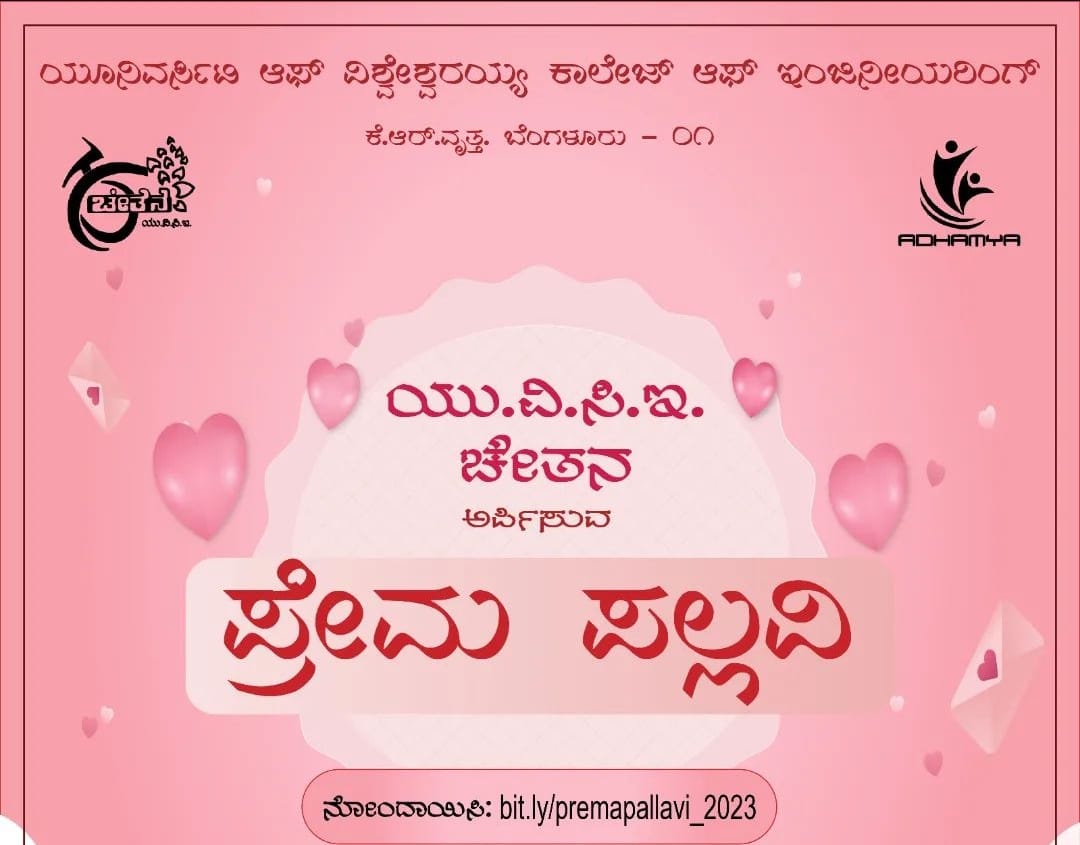 ಯೂನಿವರ್ಸಿಟಿ ಆಫ್ ವಿಶ್ವೇಶ್ವರಯ್ಯ ಕಾಲೇಜ್ ಆಫ್ ಇಂಜಿನೀಯರಿಂಗ್
ಕೆ.ಆರ್.ವೃತ್ತ. ಬೆಂಗಳೂರು - ೦೧
ಚೇತನ
ಯು.ವಿ.ಸಿ.ಇ.
ADHAMYA
ಯು.ವಿ.ಸಿ.ಇ.
ಚೇತನ
ಅರ್ಪಿಸುವ
ಪ್ರೇಮ ಪಲ್ಲವಿ
ನೋಂದಾಯಿಸಿ: bit.ly/premapallavi_2023